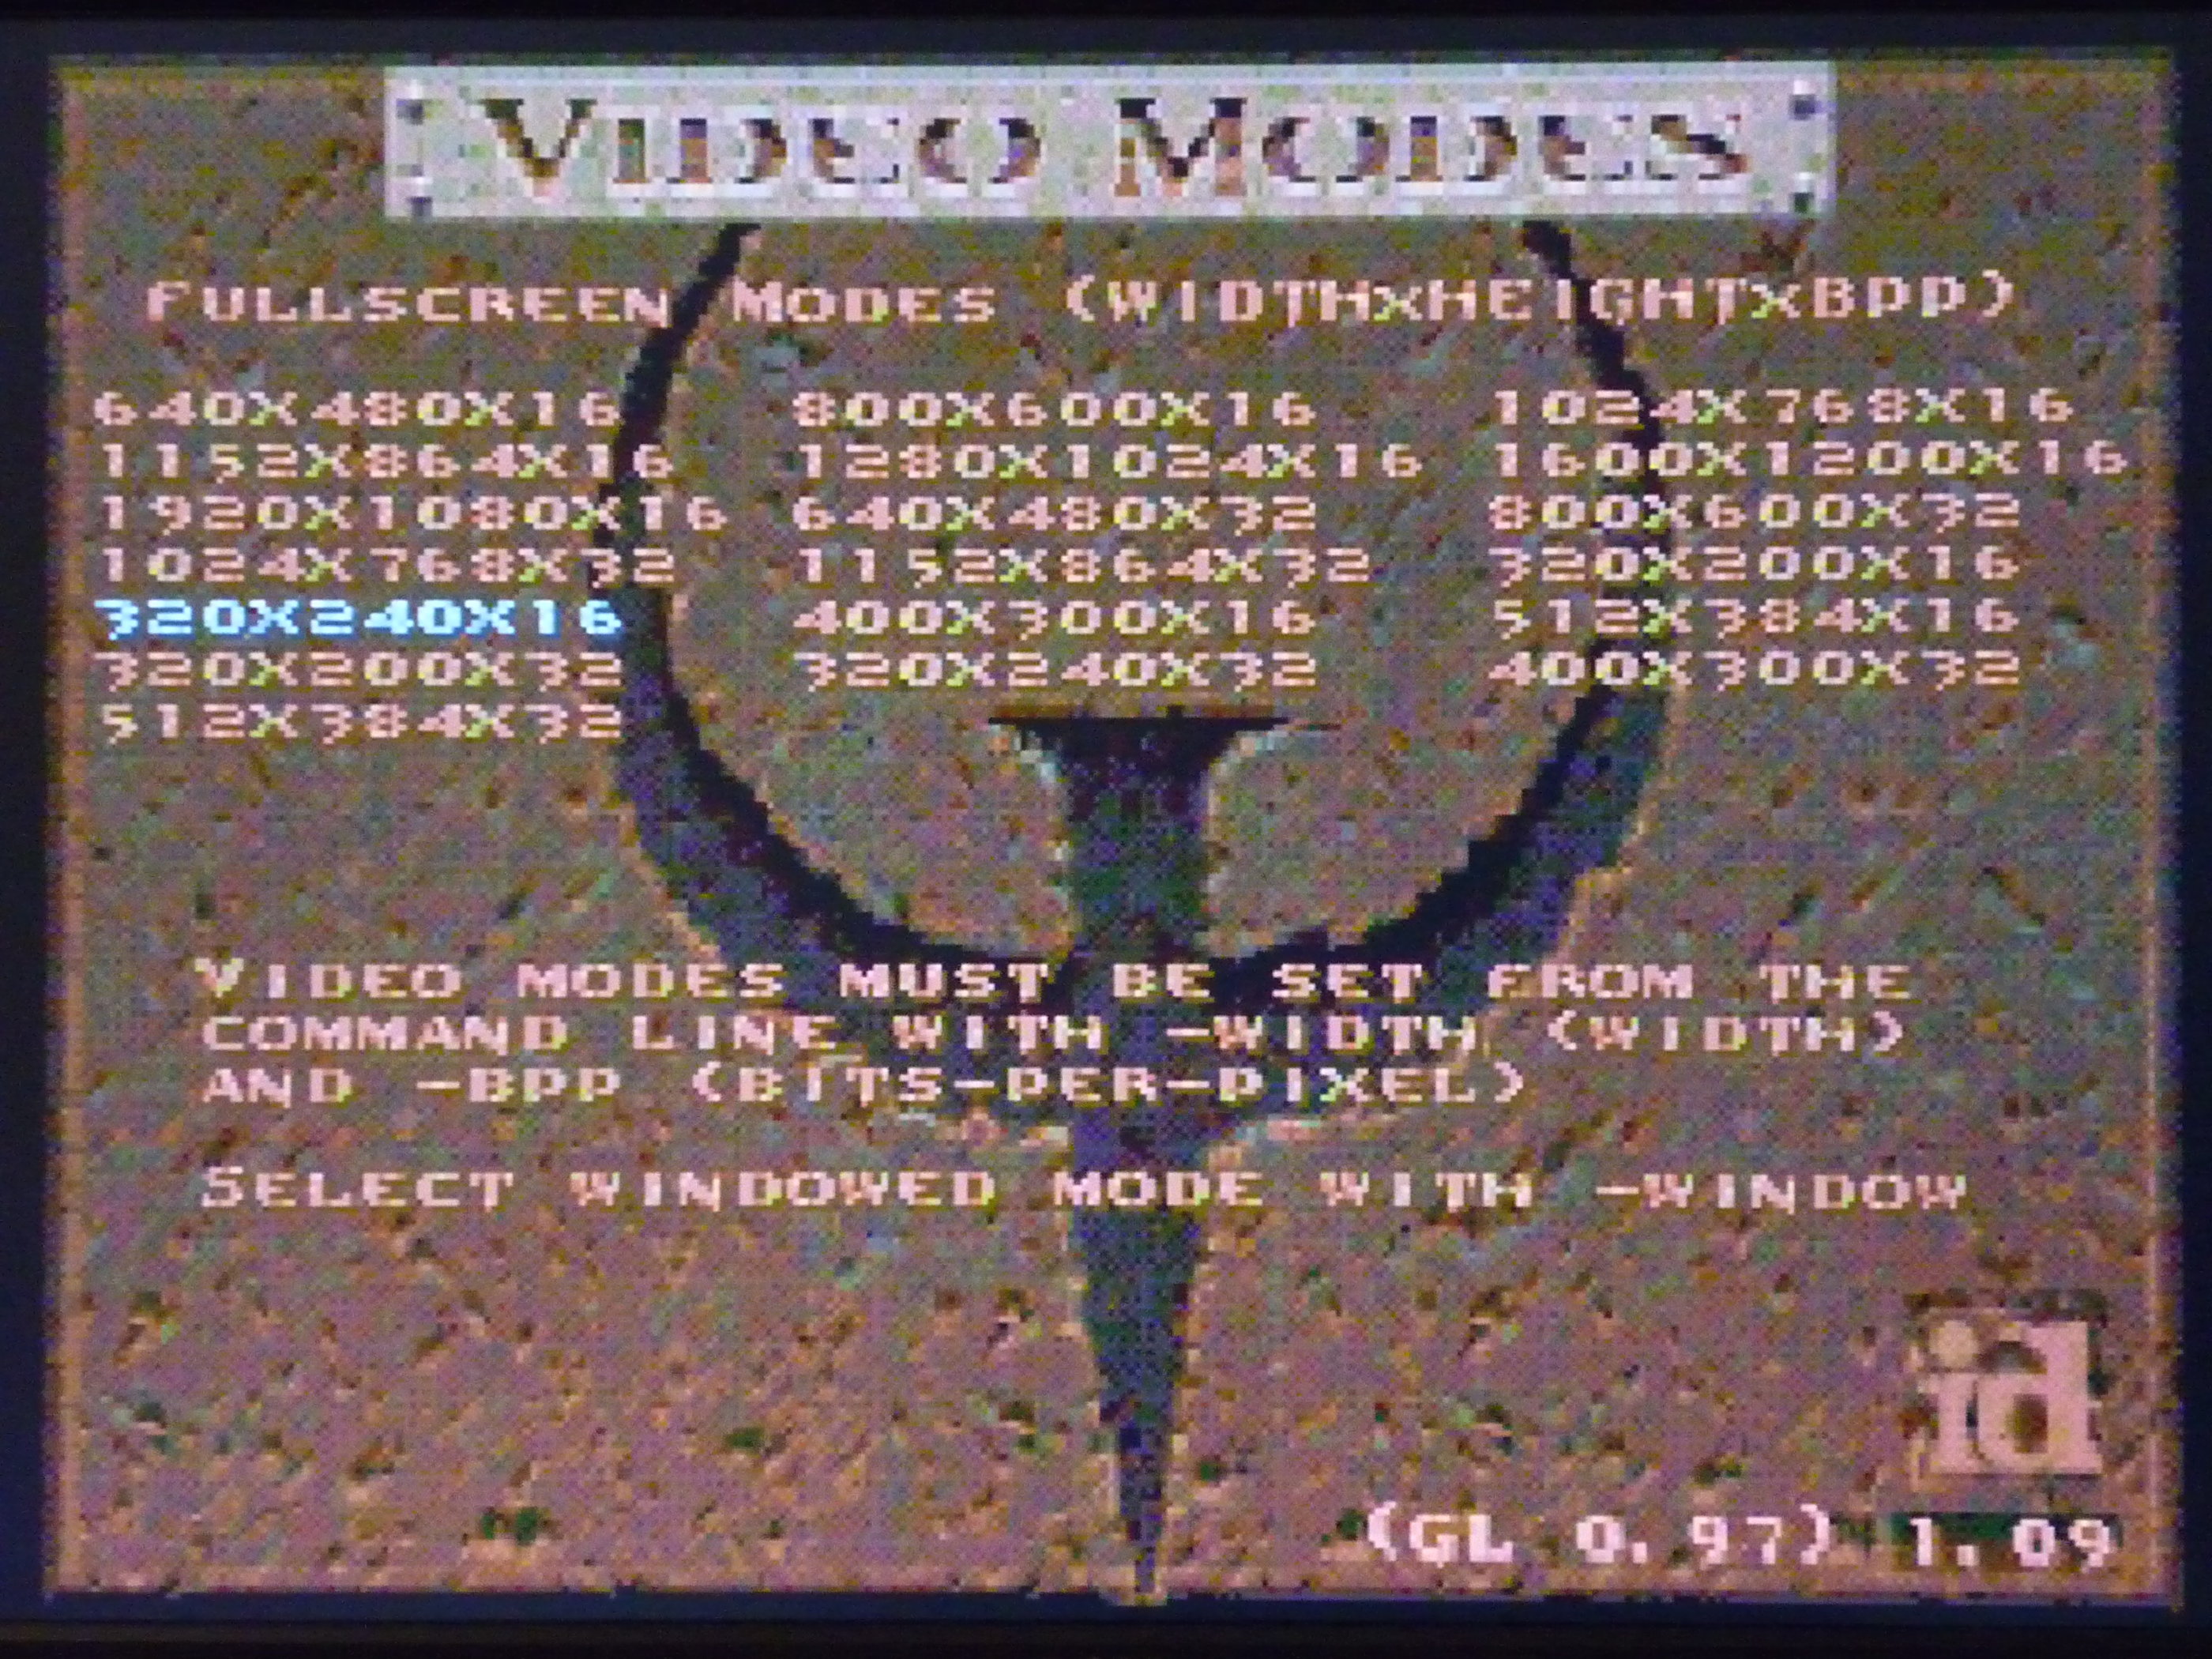 Video Modes
Fullscreen Modes (WIDTHxHEIGHTxBPP)
640x480x16 800x600x16 1024x768x16
1152x864x16 1280x1024x16 1600x1200x16
1920x1080x16 640x480x32 800x600x32
1024x768x32 1152x864x32 320x200x16
320x240x16 400x300x16 512x384x16
320x200x32 320x240x32 400x300x32
512x384x32
Video modes must be set from the
command line with -width (width)
and -bpp (bits-per-pixel)
Select windowed mode with -window
id
(GL 0.97) 1.09